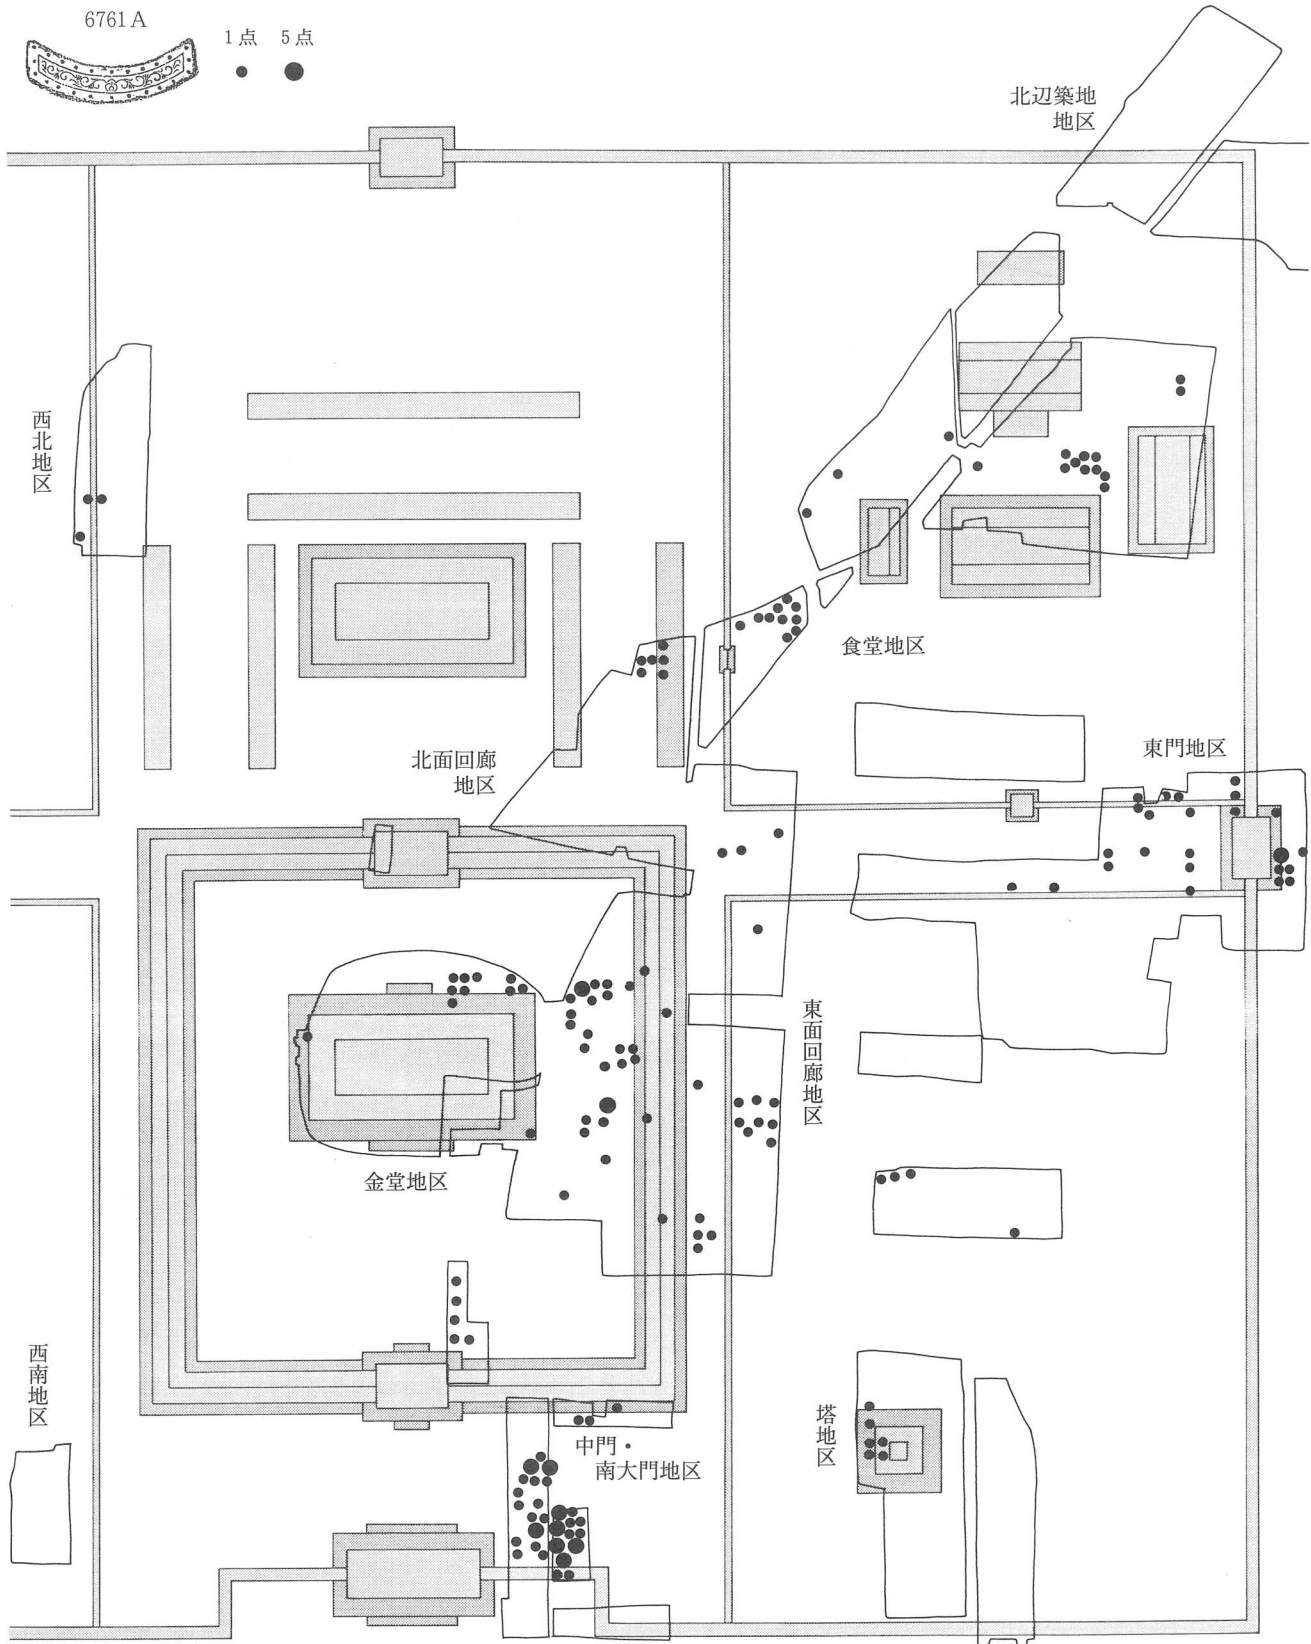 6761A
1点 5点
北辺築地
地区
西北地区
食堂地区
北面回廊
地区
東門地区
東面回廊地区
金堂地区
西南地区
中門・
南大門地区
塔地区